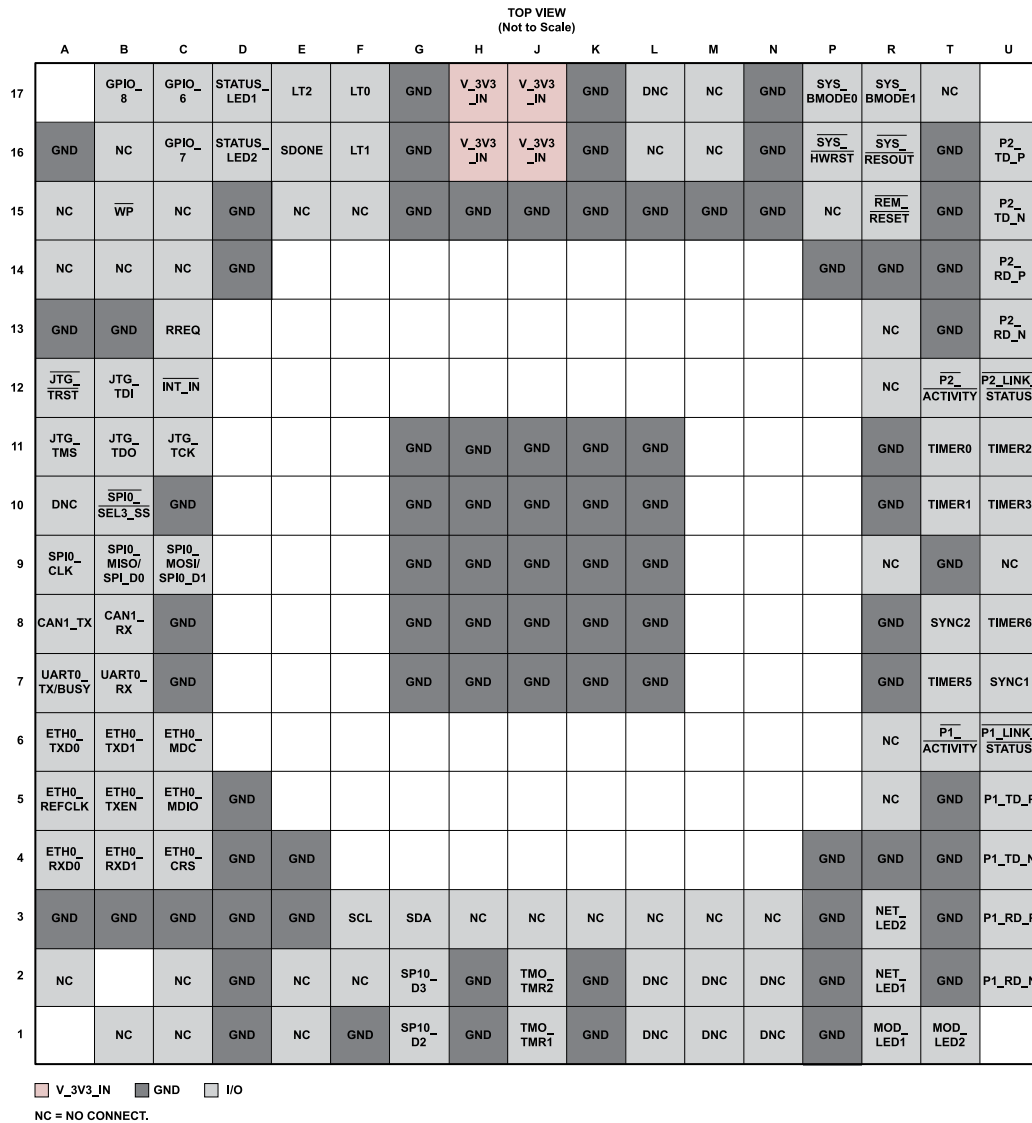 TOP VIEW
(Not to Scale)
A B C D E F G H J K L M N P R T U
17 GPIO_8 GPIO_6 STATUS_LED1 LT2 LT0 GND V_3V3_IN V_3V3_IN GND DNC NC GND SYS_BMODE0 SYS_BMODE1 NC
16 GND NC GPIO_7 STATUS_LED2 SDONE LT1 GND V_3V3_IN V_3V3_IN GND NC NC GND SYS_HWRST SYS_RESOUT GND P2_TD_P
15 NC WP NC GND NC NC GND GND GND GND GND GND GND NC REM_RESET GND P2_TD_N
14 NC NC NC GND GND GND GND P2_RD_P
13 GND GND RREQ NC GND P2_RD_N
12 JTG_TRST JTG_TDI INT_IN NC P2_ACTIVITY P2_LINK_STATUS
11 JTG_TMS JTG_TDO JTG_TCK GND GND GND GND GND GND TIMER0 TIMER2
10 DNC SPI0_SEL3_SS GND GND GND GND GND GND GND TIMER1 TIMER3
9 SPI0_CLK SPI0_MISO/SPI_D0 SPI0_MOSI/SPI0_D1 GND GND GND GND GND NC GND NC
8 CAN1_TX CAN1_RX GND GND GND GND GND GND GND SYNC2 TIMER6
7 UART0_TX/BUSY UART0_RX GND GND GND GND GND GND GND TIMER5 SYNC1
6 ETH0_TXD0 ETH0_TXD1 ETH0_MDC NC P1_ACTIVITY P1_LINK_STATUS
5 ETH0_REFCLK ETH0_TXEN ETH0_MDIO GND NC GND P1_TD_P
4 ETH0_RXD0 ETH0_RXD1 ETH0_CRS GND GND GND GND GND P1_TD_N
3 GND GND GND GND GND SCL SDA NC NC NC NC NC NC GND NET_LED2 GND P1_RD_P
2 NC NC GND NC NC SP10_D3 GND TMO_TMR2 GND DNC DNC DNC GND NET_LED1 GND P1_RD_N
1 NC NC GND NC GND SP10_D2 GND TMO_TMR1 GND DNC DNC DNC GND MOD_LED1 MOD_LED2
V_3V3_IN GND I/O
NC = NO CONNECT.